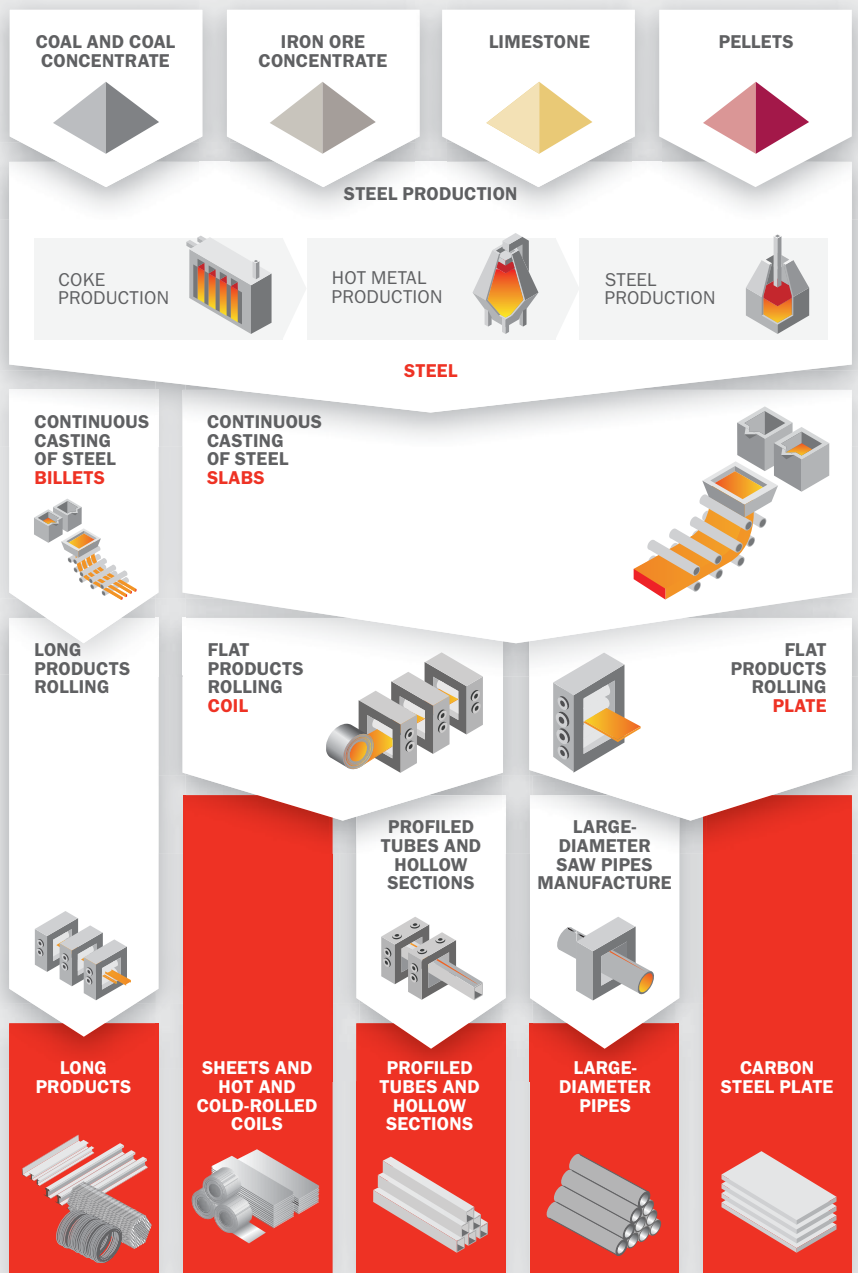 COAL AND COAL
CONCENTRATE
IRON ORE
CONCENTRATE
LIMESTONE
PELLETS
STEEL PRODUCTION
COKE
PRODUCTION
HOT METAL
PRODUCTION
STEEL
PRODUCTION
STEEL
CONTINUOUS
CASTING
OF STEEL
BILLETS
CONTINUOUS
CASTING
OF STEEL
SLABS
LONG
PRODUCTS
ROLLING
FLAT
PRODUCTS
ROLLING
COIL
FLAT
PRODUCTS
ROLLING
PLATE
PROFILED
TUBES AND
HOLLOW
SECTIONS
LARGE-
DIAMETER
SAW PIPES
MANUFACTURE
LONG
PRODUCTS
SHEETS AND
HOT AND
COLD-ROLLED
COILS
PROFILED
TUBES AND
HOLLOW
SECTIONS
LARGE-
DIAMETER
PIPES
CARBON
STEEL PLATE